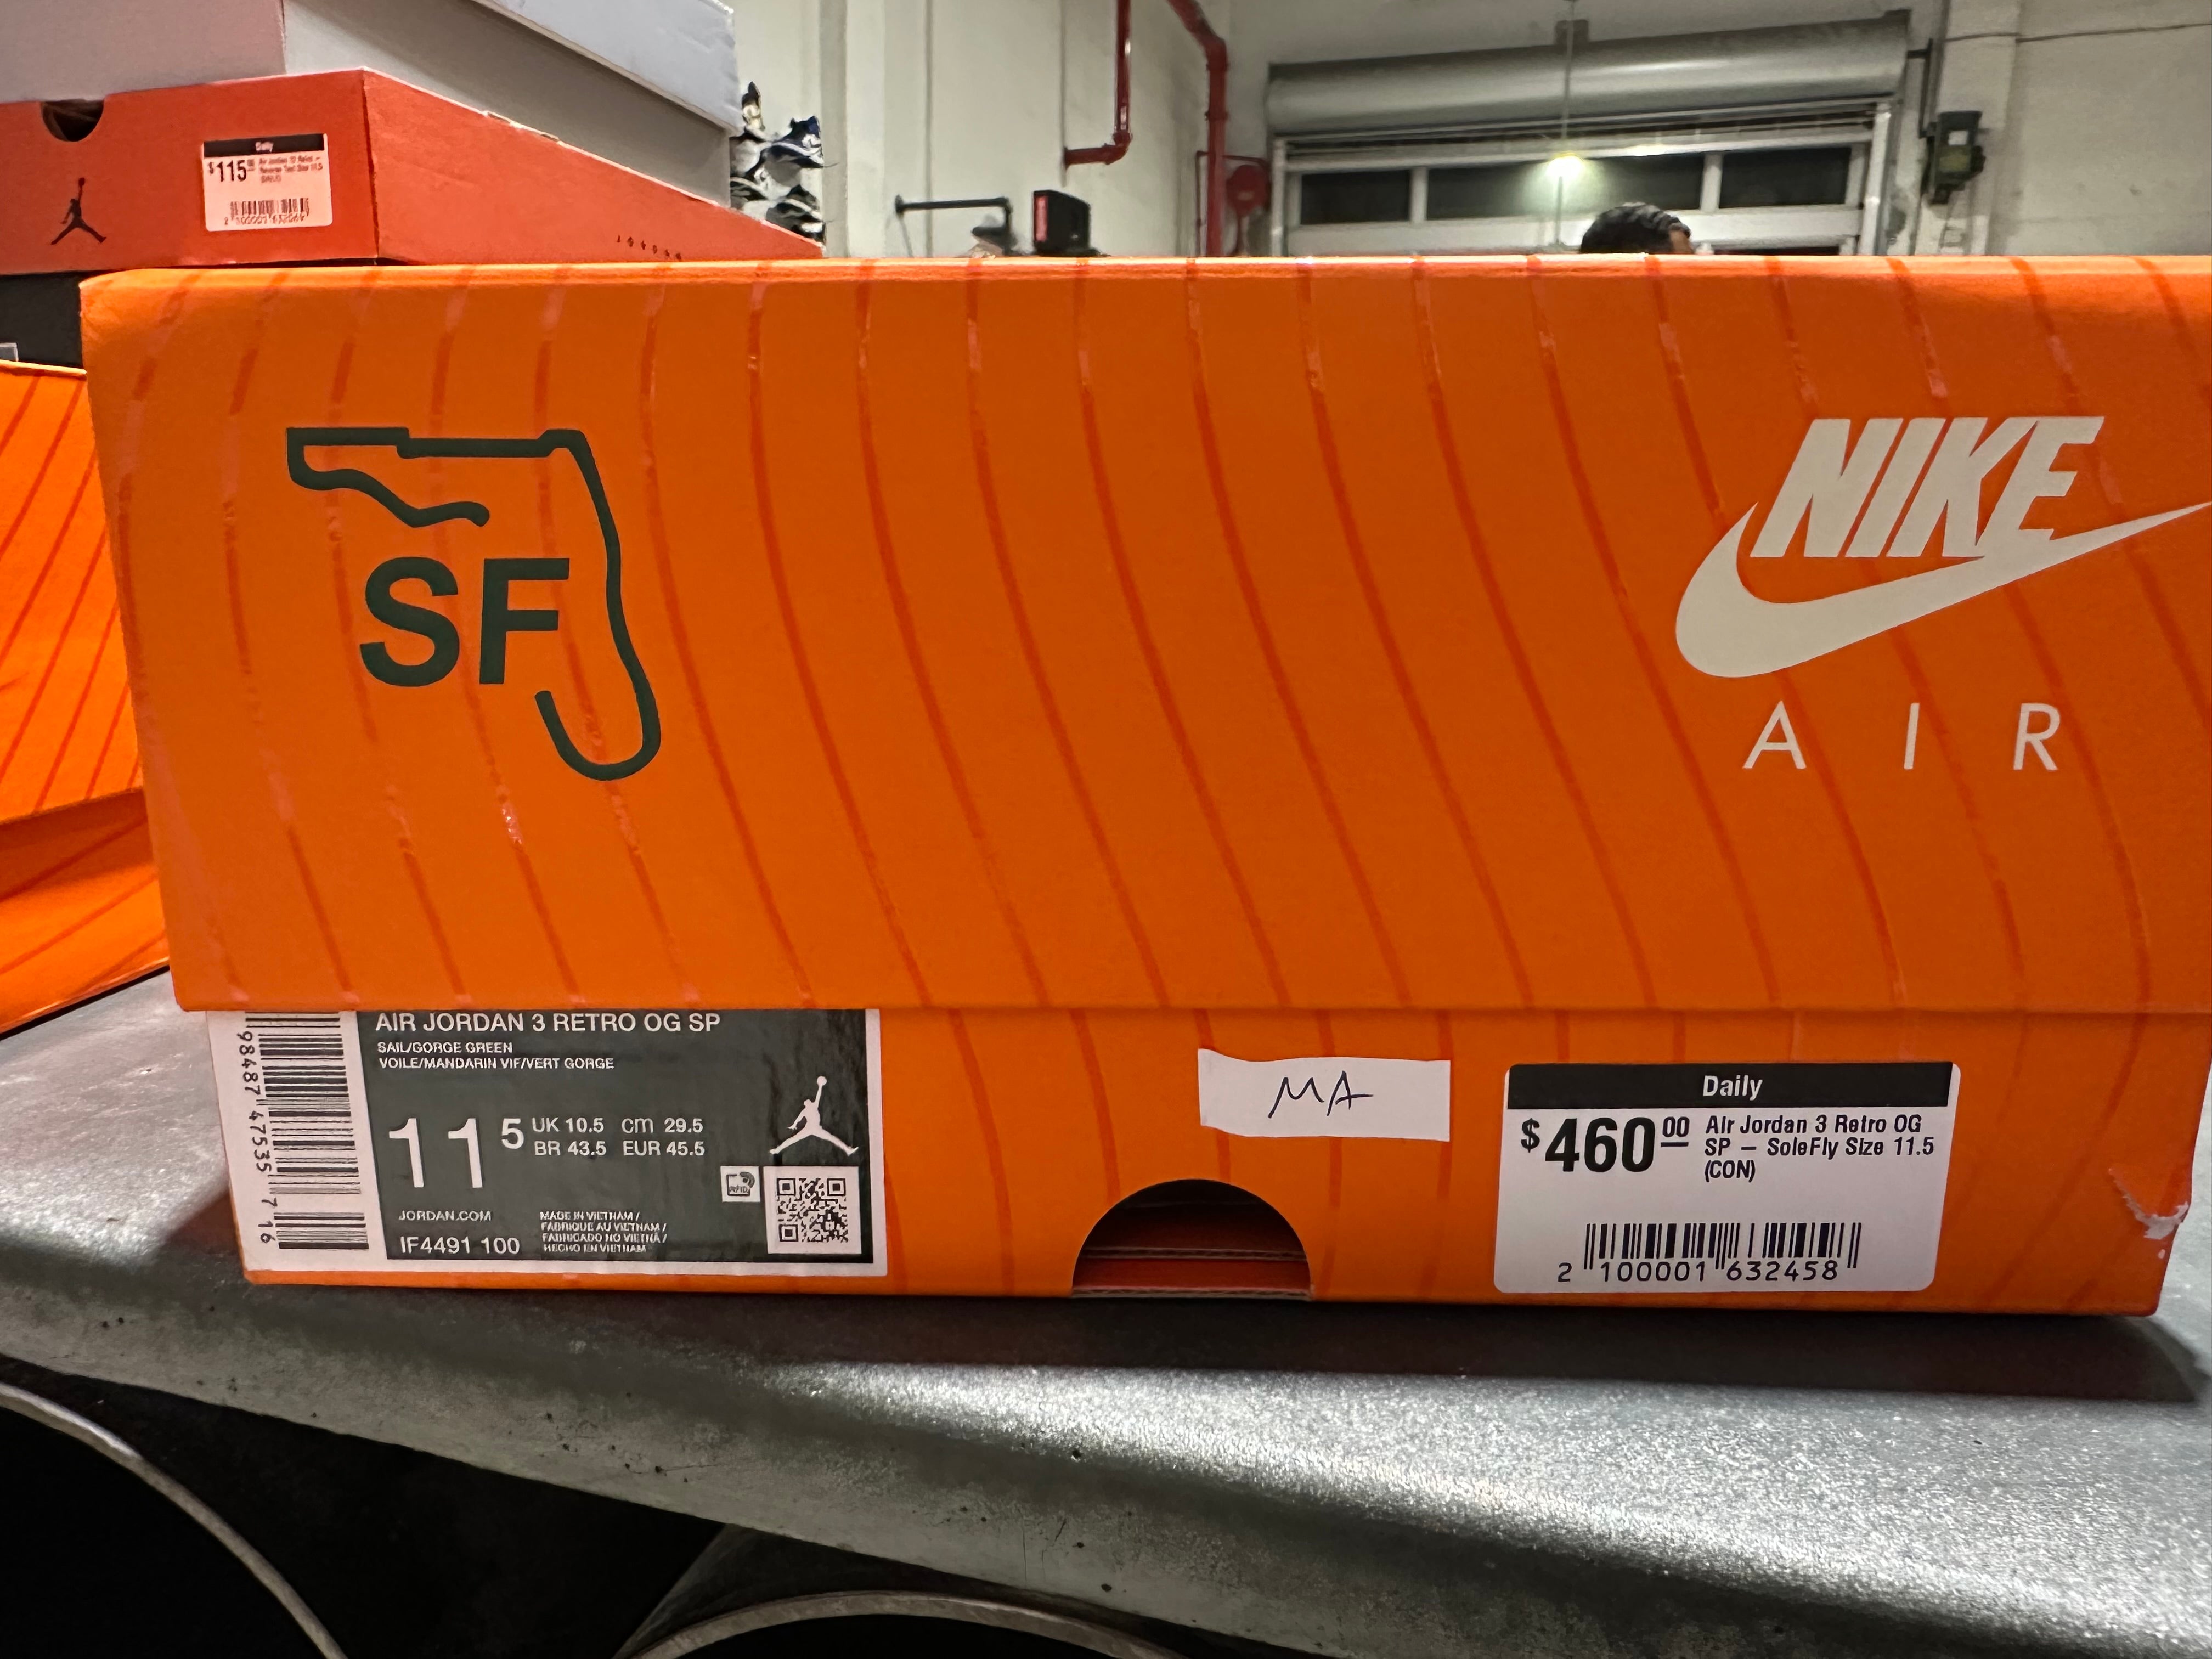 Daily
$115
SF
NIKE
AIR
AIR JORDAN 3 RETRO OG SP
SAIL/GORGE GREEN
VOILE/MANDARIN VIF/VERT GORGE
11 5
UK 10.5 cm 29.5
BR 43.5 EUR 45.5
RFID
JORDAN.COM
IF4491 100
MADE IN VIETNAM /
FABRIQUE AU VIETNAM /
FABRICADO NO VIETNÃ /
HECHO EN VIETNAM
98487 47535 7 16
MA
Daily
$460 00
Air Jordan 3 Retro OG
SP – SoleFly Size 11.5
(CON)
2 100001 632458